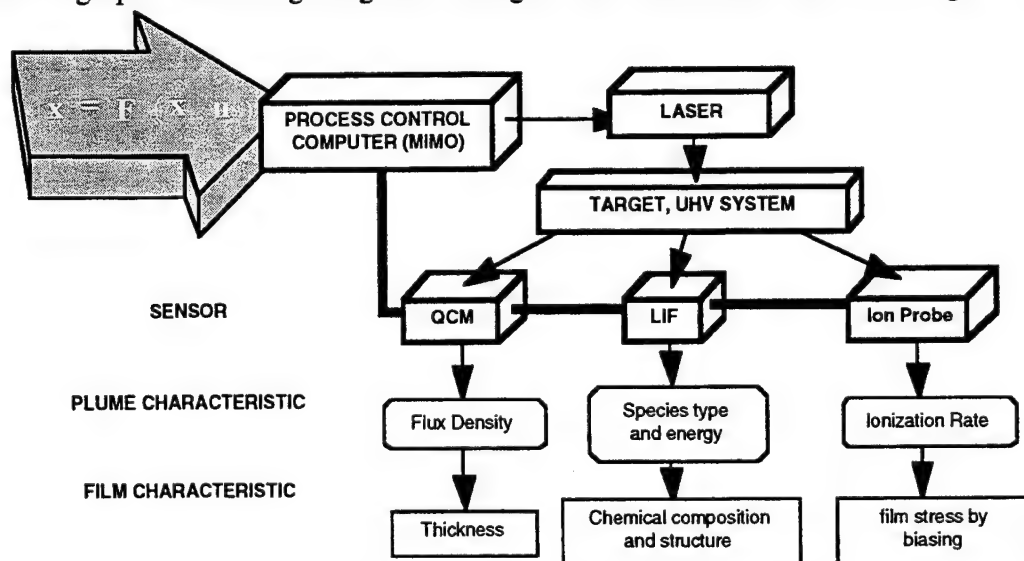 ẋ = F (x, u)
PROCESS CONTROL
COMPUTER (MIMO)
LASER
TARGET, UHV SYSTEM
SENSOR
QCM
LIF
Ion Probe
PLUME CHARACTERISTIC
Flux Density
Species type
and energy
Ionization Rate
FILM CHARACTERISTIC
Thickness
Chemical composition
and structure
film stress by
biasing